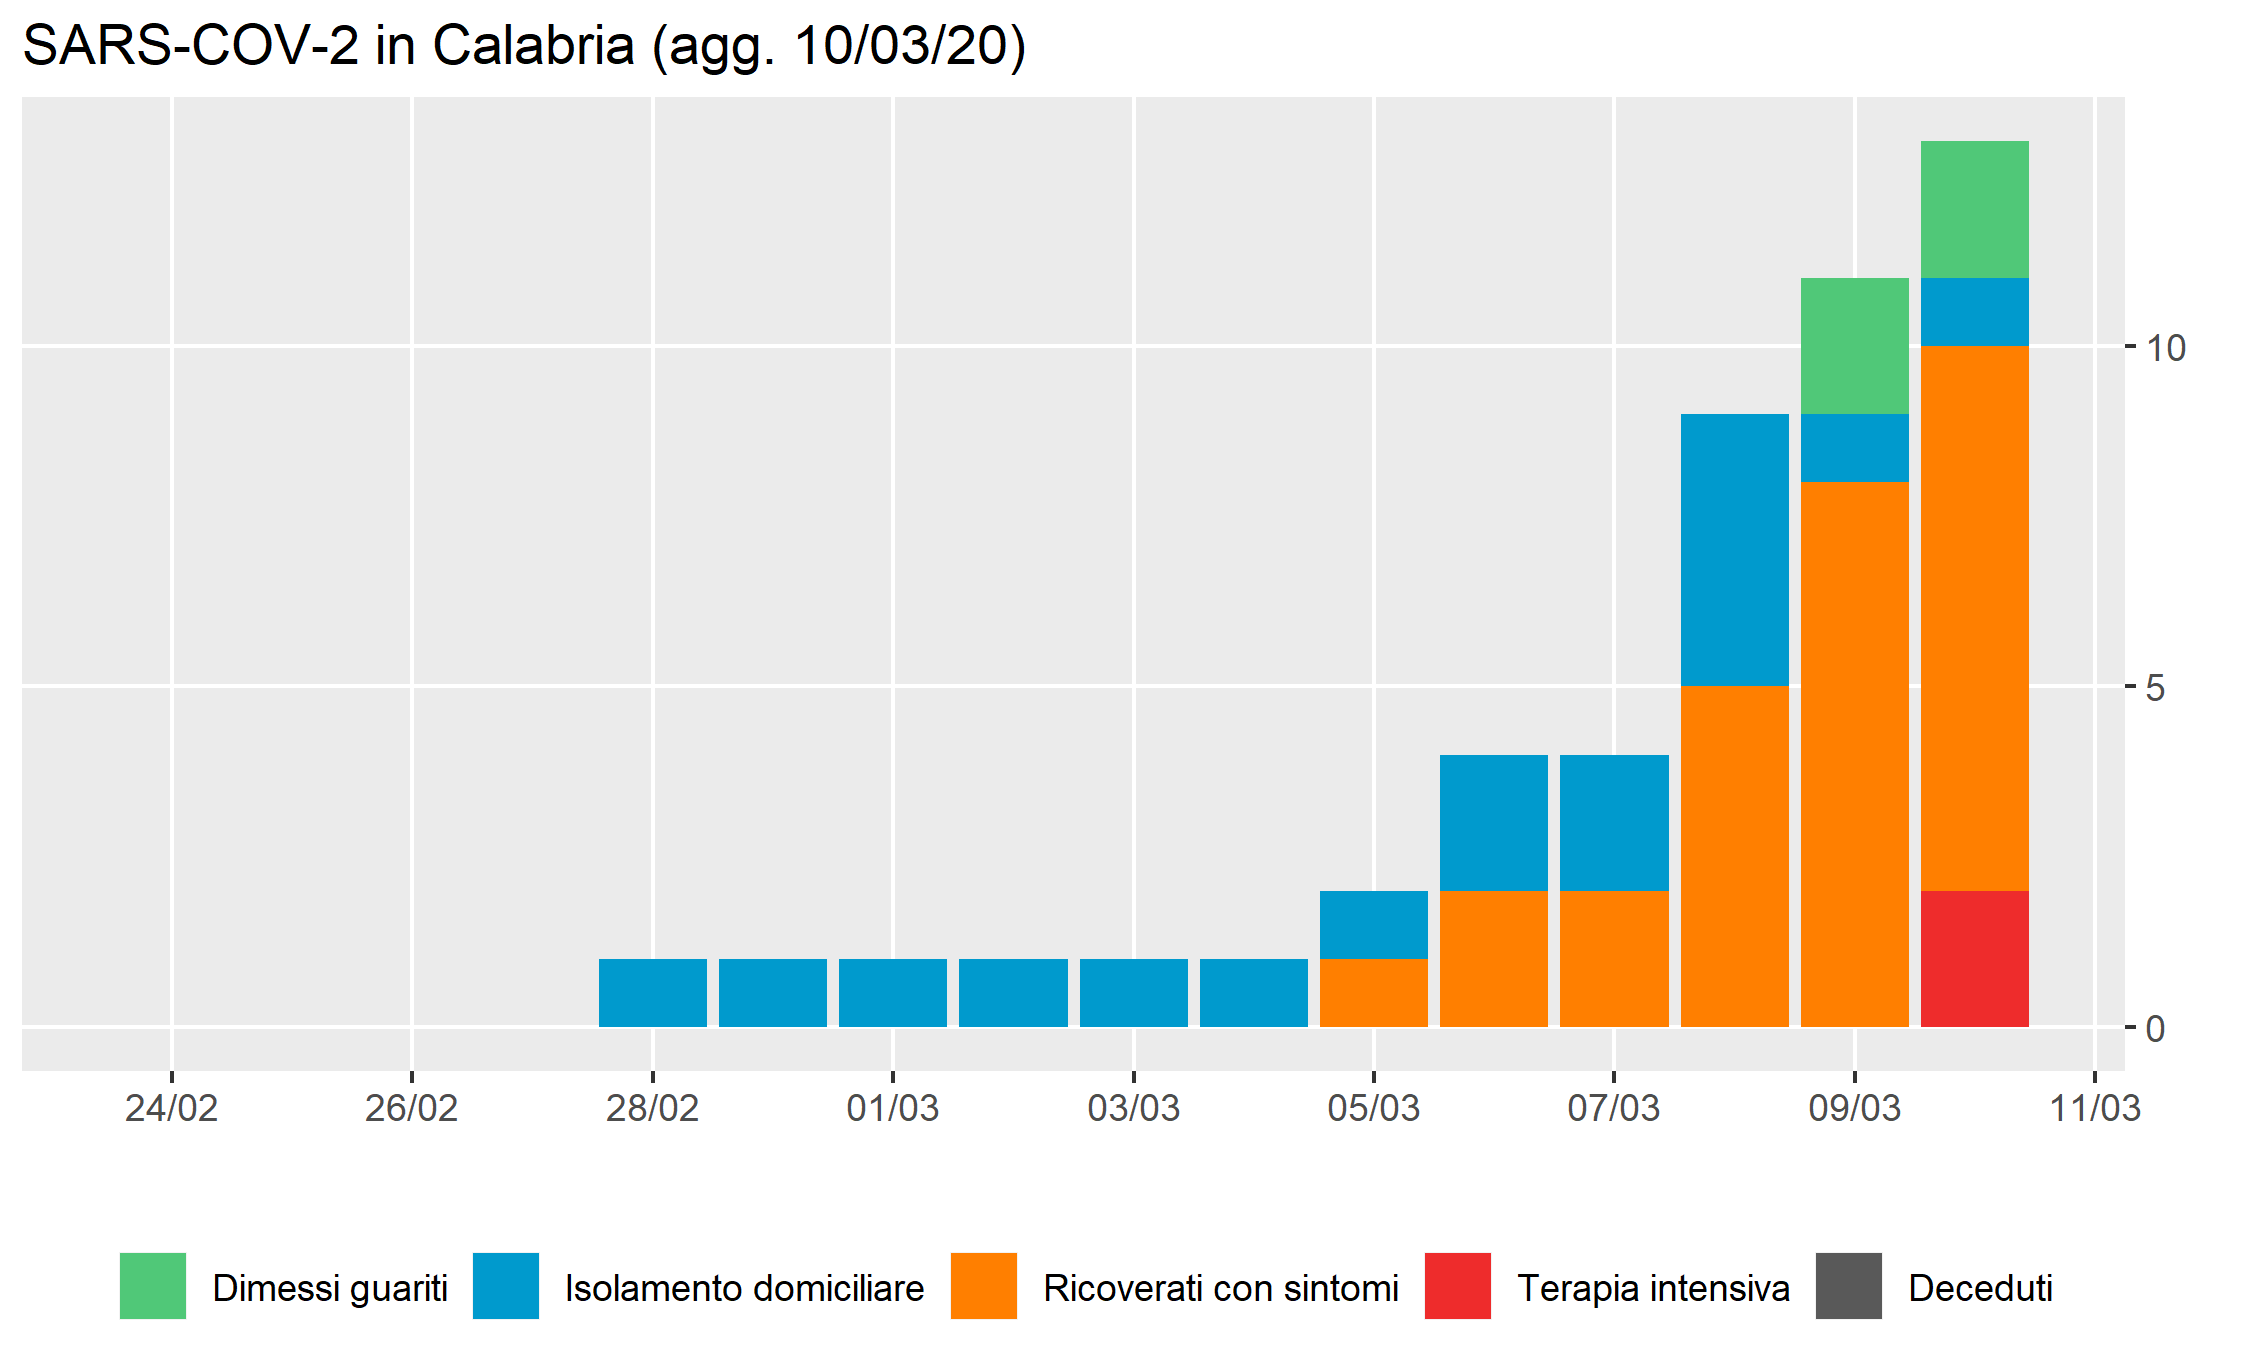 SARS-COV-2 in Calabria (agg. 10/03/20)
10
5
0
24/02 26/02 28/02 01/03 03/03 05/03 07/03 09/03 11/03
Dimessi guariti Isolamento domiciliare Ricoverati con sintomi Terapia intensiva Deceduti